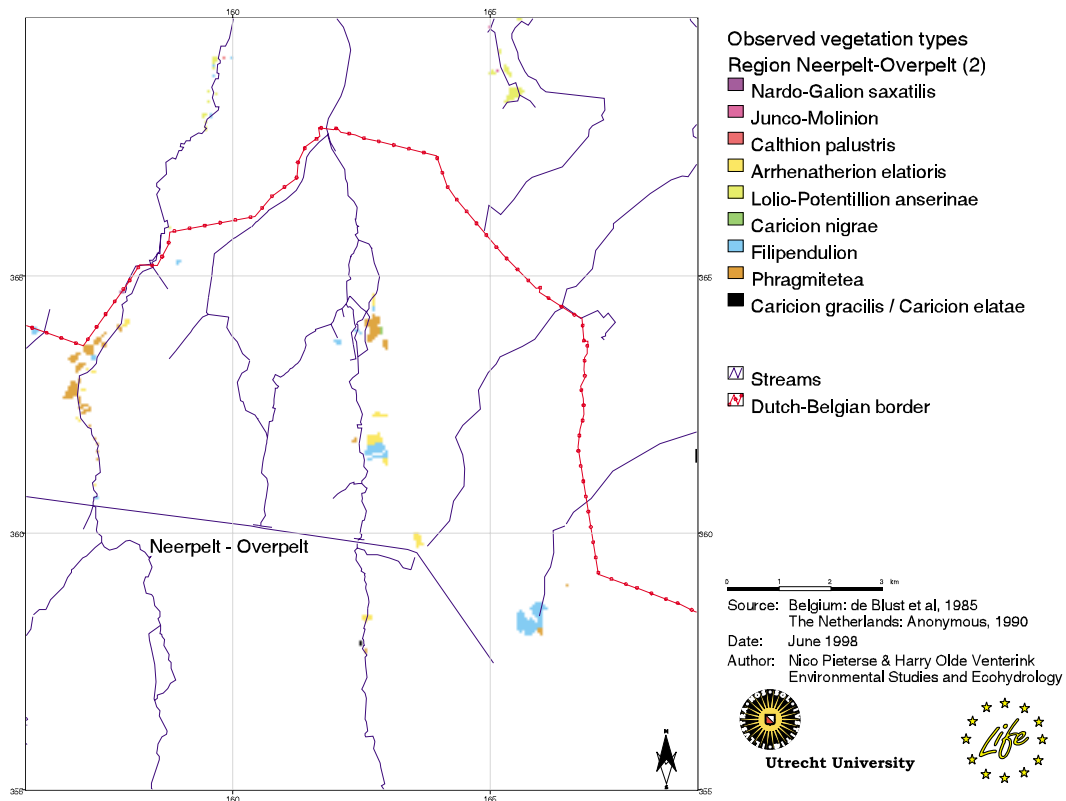 160
165
365
365
360
360
355
355
160
165
Neerpelt - Overpelt
N
Observed vegetation types
Region Neerpelt-Overpelt (2)
Nardo-Galion saxatilis
Junco-Molinion
Calthion palustris
Arrhenatherion elatioris
Lolio-Potentillion anserinae
Caricion nigrae
Filipendulion
Phragmitetea
Caricion gracilis / Caricion elatae
Streams
Dutch-Belgian border
0 1 2 3 km
Source: Belgium: de Blust et al, 1985
The Netherlands: Anonymous, 1990
Date: June 1998
Author: Nico Pieterse & Harry Olde Venterink
Environmental Studies and Ecohydrology
Utrecht University
Life